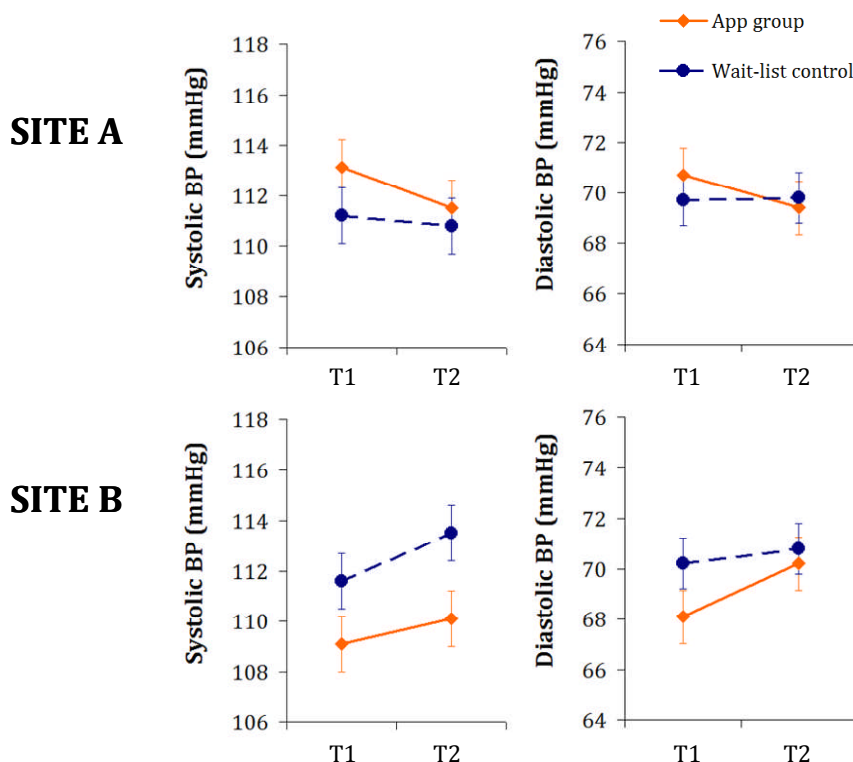 App group
Wait-list control
SITE A
Systolic BP (mmHg)
118
116
114
112
110
108
106
T1 T2
Diastolic BP (mmHg)
76
74
72
70
68
66
64
T1 T2
SITE B
Systolic BP (mmHg)
118
116
114
112
110
108
106
T1 T2
Diastolic BP (mmHg)
76
74
72
70
68
66
64
T1 T2